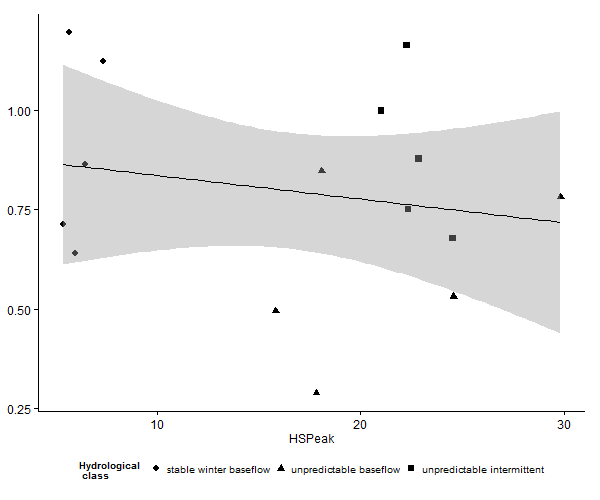 1.00
0.75
0.50
0.25
10 20 30
HSPeak
Hydrological
class
stable winter baseflow unpredictable baseflow unpredictable intermittent